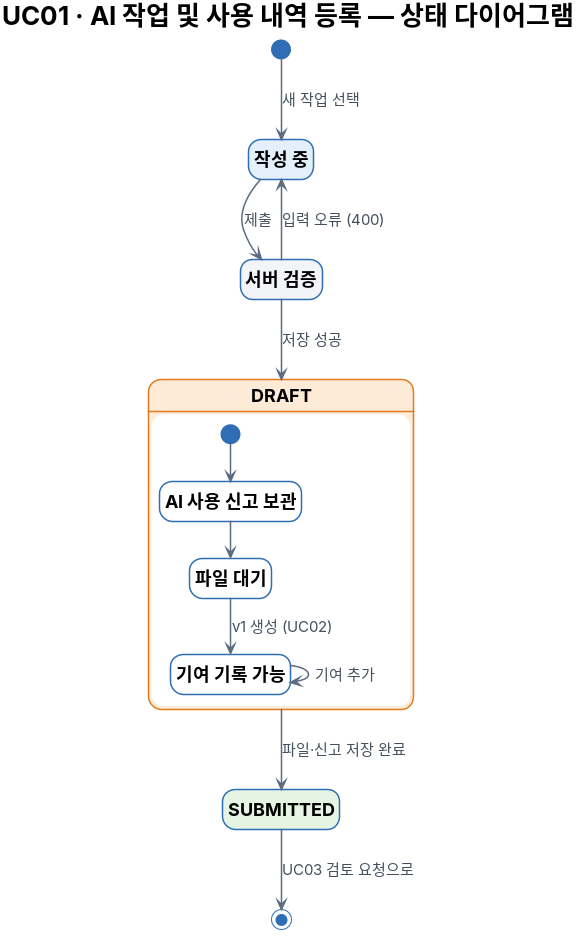 UC01 · AI 작업 및 사용 내역 등록 — 상태 다이어그램
새 작업 선택
작성 중
제출
입력 오류 (400)
서버 검증
저장 성공
DRAFT
AI 사용 신고 보관
파일 대기
v1 생성 (UC02)
기여 기록 가능
기여 추가
파일·신고 저장 완료
SUBMITTED
UC03 검토 요청으로